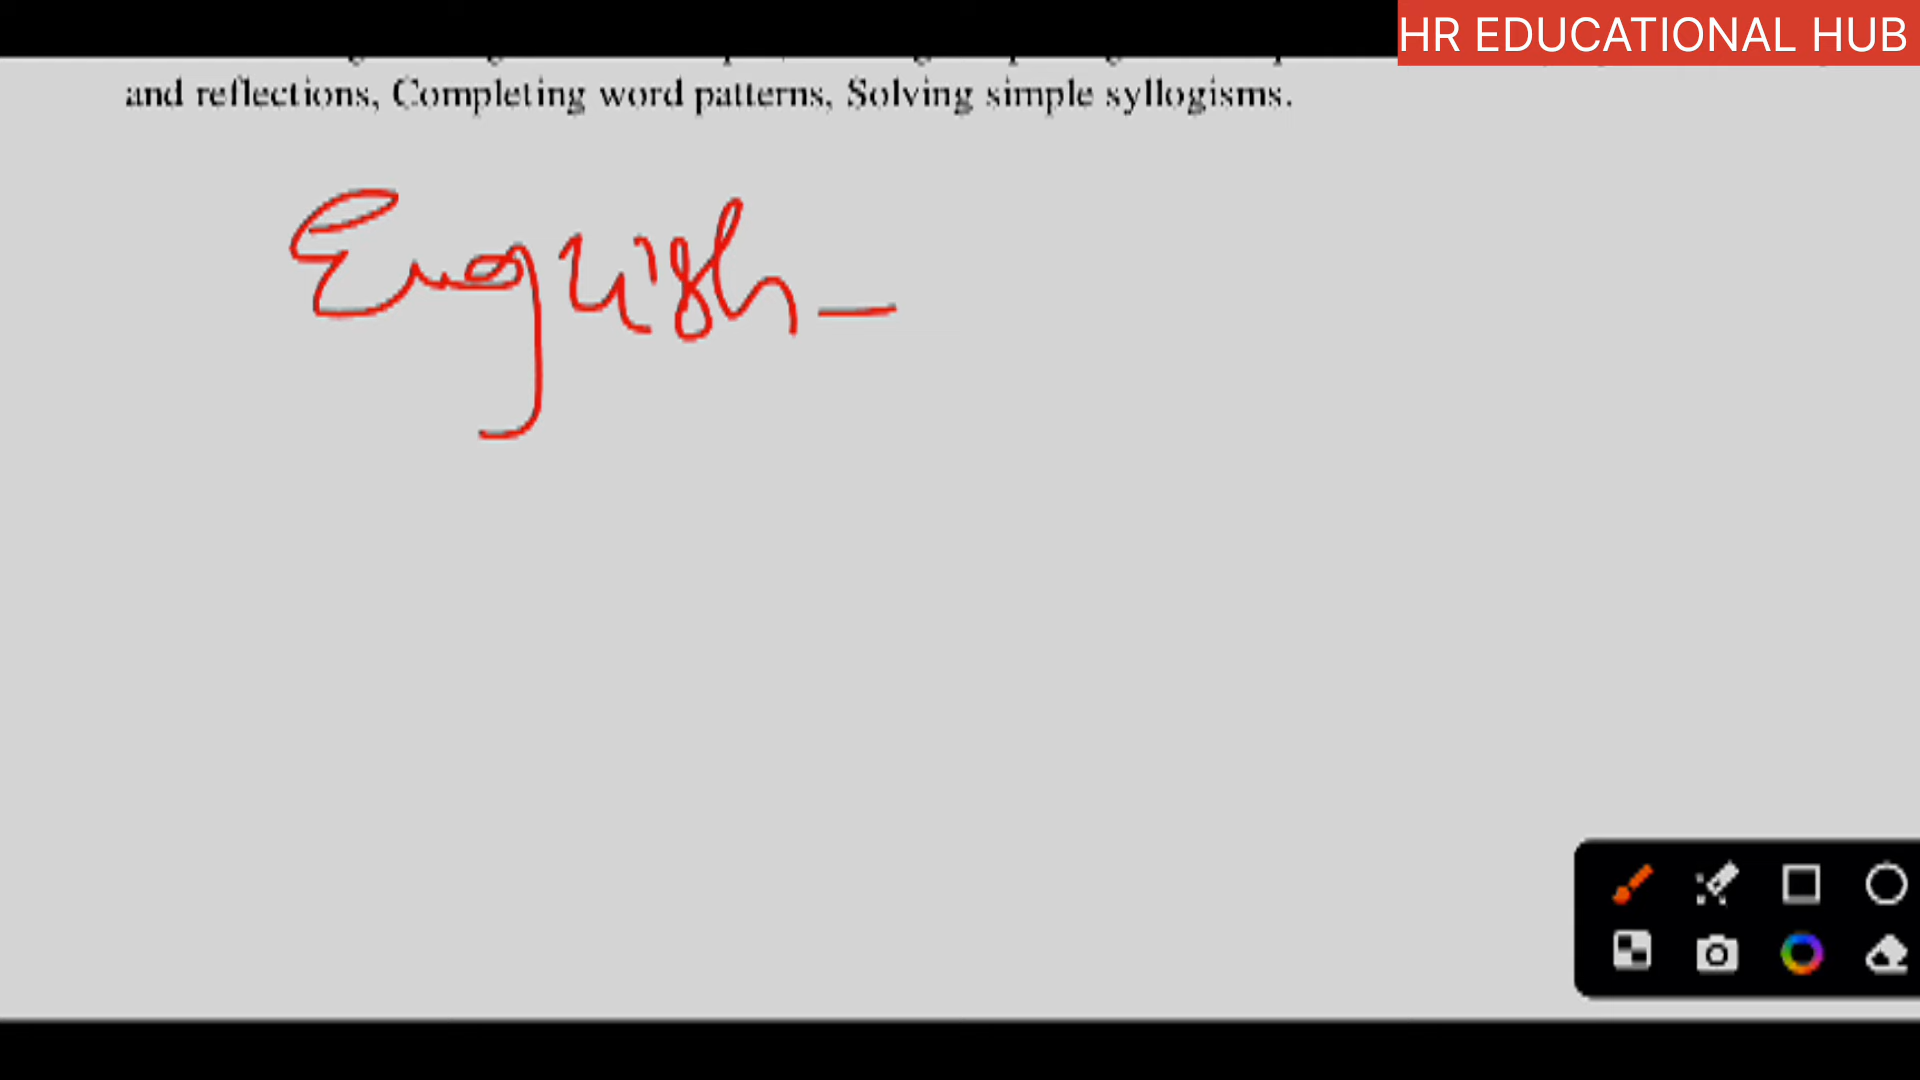 HR EDUCATIONAL HUB
and reflections, Completing word patterns, Solving simple syllogisms.
English –